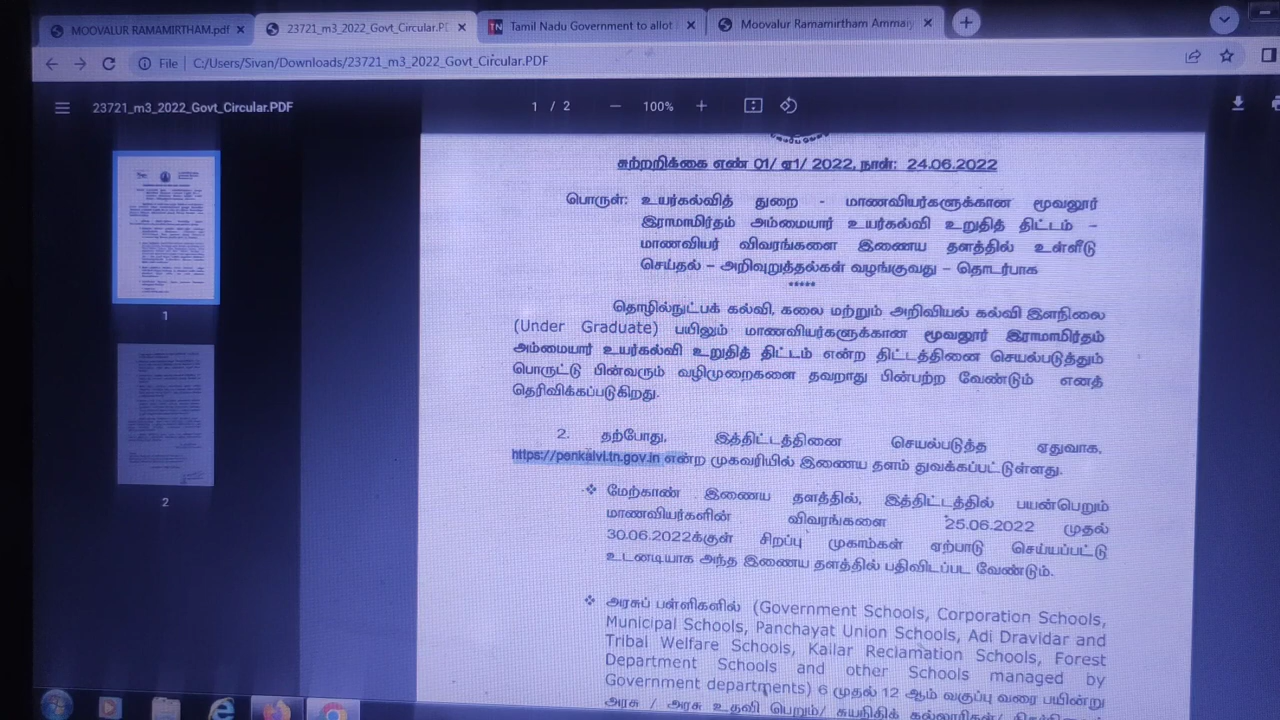 MOOVALUR RAMAMIRTHAM.pdf
23721_m3_2022_Govt_Circular.PD
TN Tamil Nadu Government to allot
Moovalur Ramamirtham Ammaiy
File | C:/Users/Sivan/Downloads/23721_m3_2022_Govt_Circular.PDF
23721_m3_2022_Govt_Circular.PDF
1 / 2 — 100% +
சுற்றறிக்கை எண் 01/ ஏ1/ 2022, நாள்: 24.06.2022
பொருள்: உயர்கல்வித் துறை - மாணவியர்களுக்கான மூவலூர்
இராமாமிர்தம் அம்மையார் உயர்கல்வி உறுதித் திட்டம் –
மாணவியர் விவரங்களை இணைய தளத்தில் உள்ளீடு
செய்தல் – அறிவுறுத்தல்கள் வழங்குவது – தொடர்பாக
*****
தொழில்நுட்பக் கல்வி, கலை மற்றும் அறிவியல் கல்வி இளநிலை
(Under Graduate) பயிலும் மாணவியர்களுக்கான மூவலூர் இராமாமிர்தம்
அம்மையார் உயர்கல்வி உறுதித் திட்டம் என்ற திட்டத்தினை செயல்படுத்தும்
பொருட்டு பின்வரும் வழிமுறைகளை தவறாது பின்பற்ற வேண்டும் எனத்
தெரிவிக்கப்படுகிறது.
2. தற்போது, இத்திட்டத்தினை செயல்படுத்த ஏதுவாக,
https://penkalvi.tn.gov.in என்ற முகவரியில் இணைய தளம் துவக்கப்பட்டுள்ளது.
❖ மேற்காண் இணைய தளத்தில், இத்திட்டத்தில் பயன்பெறும்
மாணவியர்களின் விவரங்களை 25.06.2022 முதல்
30.06.2022க்குள் சிறப்பு முகாம்கள் ஏற்பாடு செய்யப்பட்டு
உடனடியாக அந்த இணைய தளத்தில் பதிவிடப்பட வேண்டும்.
❖ அரசுப் பள்ளிகளில் (Government Schools, Corporation Schools,
Municipal Schools, Panchayat Union Schools, Adi Dravidar and
Tribal Welfare Schools, Kallar Reclamation Schools, Forest
Department Schools and other Schools managed by
Government departments) 6 முதல் 12 ஆம் வகுப்பு வரை பயின்று
அரசு / அரசு உதவி பெறும்/ சுயநிதிக் கல்லூரிகள்/
1
2